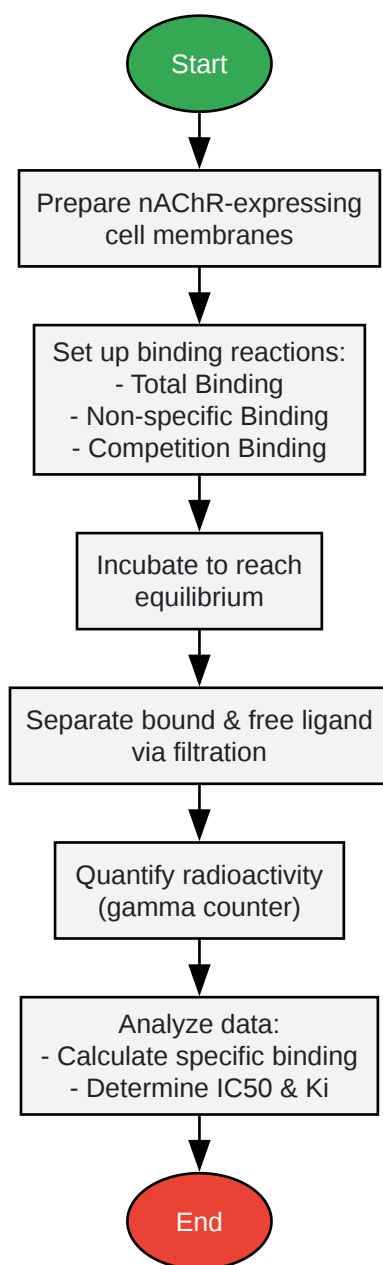 Start
Prepare nAChR-expressing
cell membranes
Set up binding reactions:
- Total Binding
- Non-specific Binding
- Competition Binding
Incubate to reach
equilibrium
Separate bound & free ligand
via filtration
Quantify radioactivity
(gamma counter)
Analyze data:
- Calculate specific binding
- Determine IC50 & Ki
End